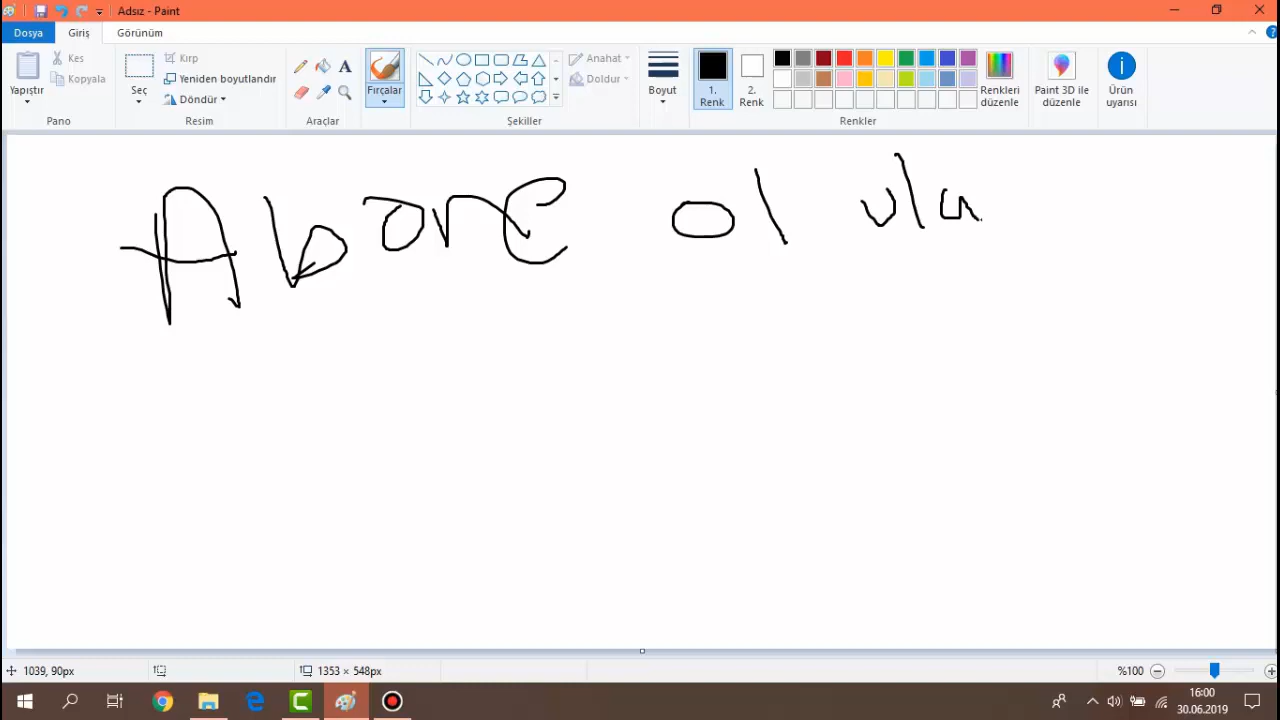 Adsız - Paint
Dosya Giriş Görünüm
Yapıştır Kes Kopyala Pano
Seç Kırp Yeniden boyutlandır Döndür Resim
Araçlar
Fırçalar
Anahat Doldur Şekiller
Boyut
1. Renk 2. Renk Renkleri düzenle Renkler
Paint 3D ile düzenle
Ürün uyarısı
Abone ol ula
1039, 90px 1353 × 548px %100
16:00
30.06.2019